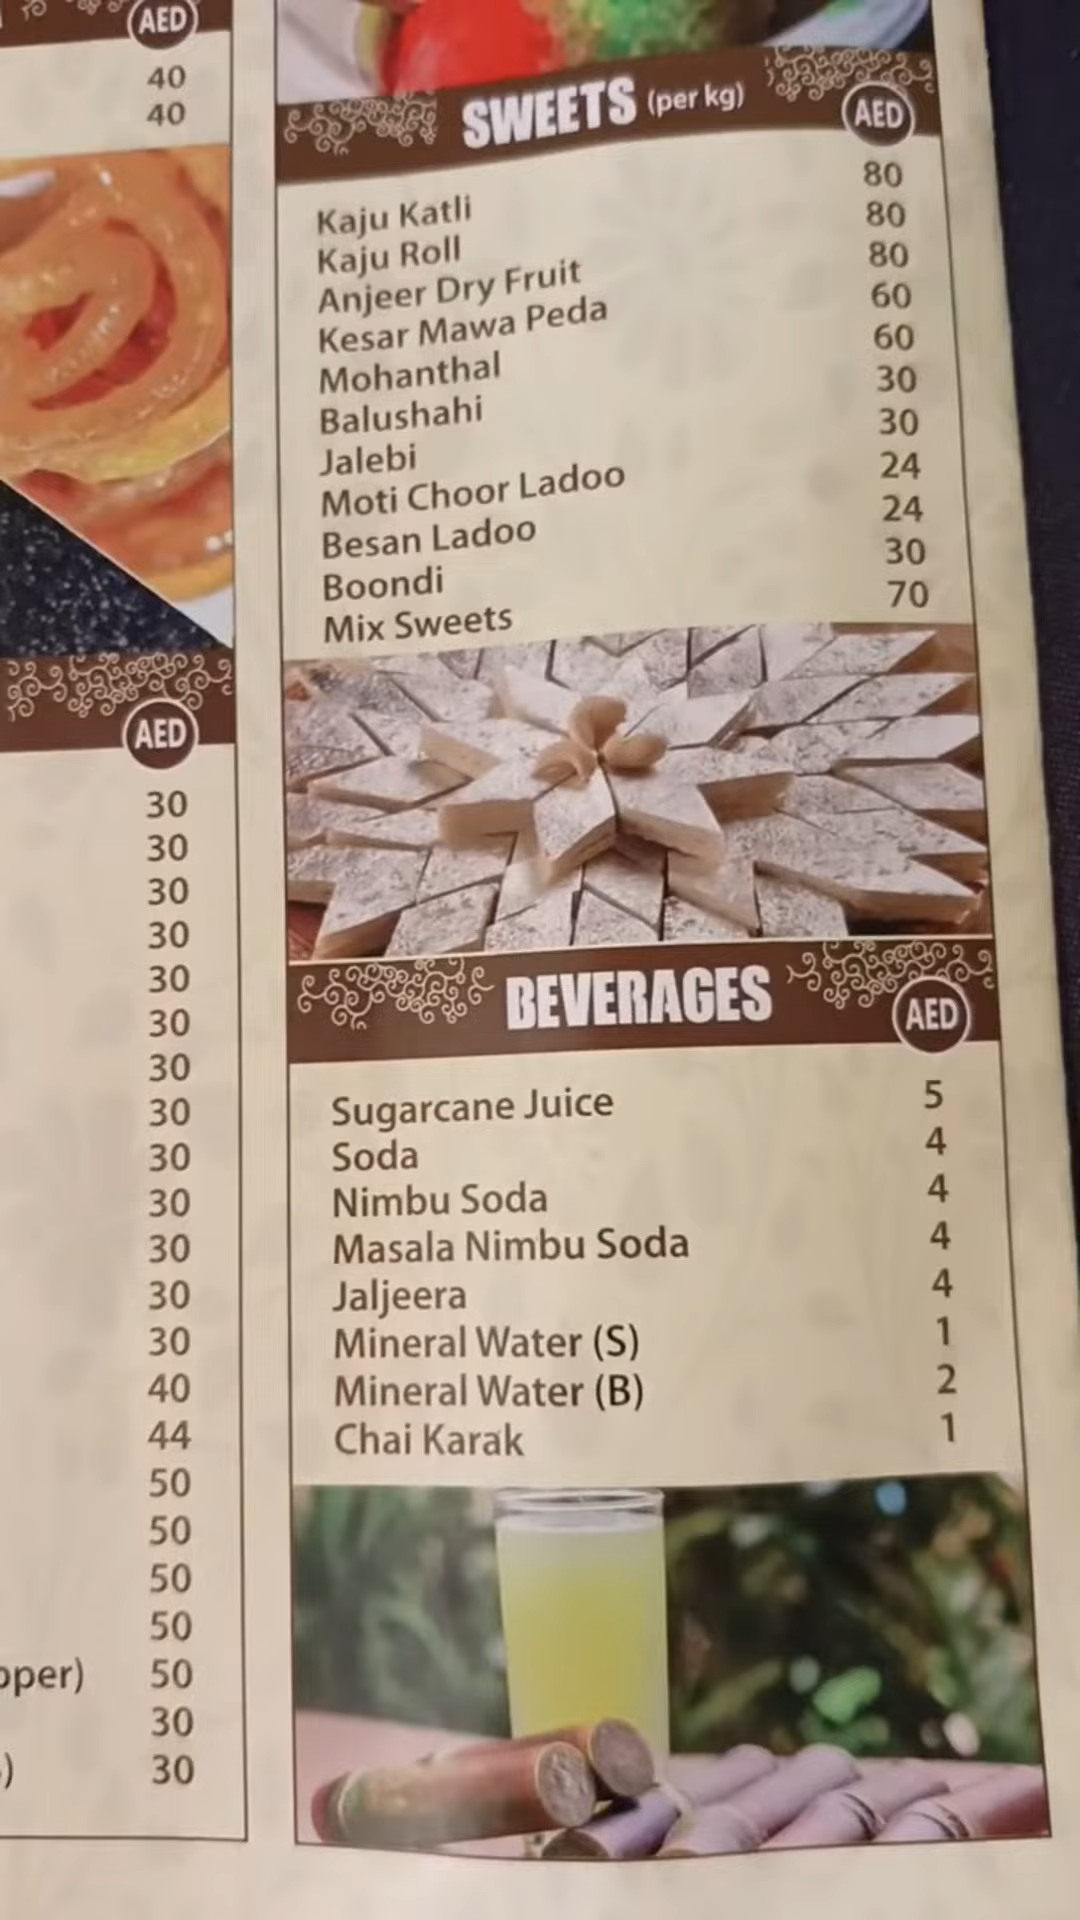 AED
40
40
AED
30
30
30
30
30
30
30
30
30
30
30
30
30
40
44
50
50
50
50
pper) 50
30
) 30
SWEETS (per kg) AED
Kaju Katli 80
Kaju Roll 80
Anjeer Dry Fruit 80
Kesar Mawa Peda 60
Mohanthal 60
Balushahi 30
Jalebi 30
Moti Choor Ladoo 24
Besan Ladoo 24
Boondi 30
Mix Sweets 70
BEVERAGES AED
Sugarcane Juice 5
Soda 4
Nimbu Soda 4
Masala Nimbu Soda 4
Jaljeera 4
Mineral Water (S) 1
Mineral Water (B) 2
Chai Karak 1